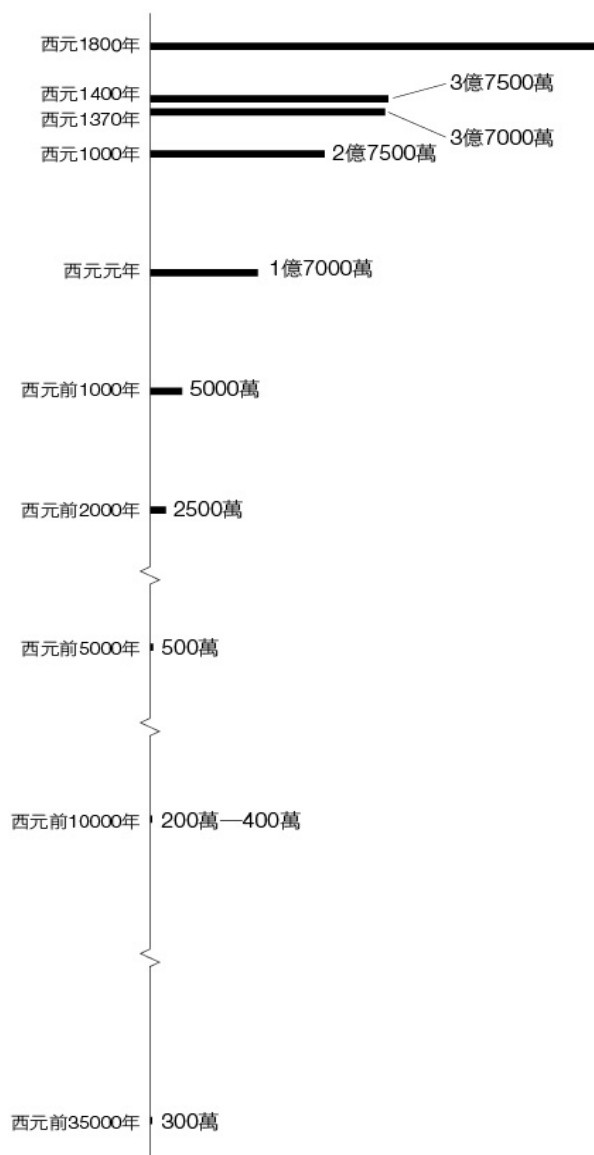 西元1800年
西元1400年 3億7500萬
西元1370年 3億7000萬
西元1000年 2億7500萬
西元元年 1億7000萬
西元前1000年 5000萬
西元前2000年 2500萬
西元前5000年 500萬
西元前10000年 200萬—400萬
西元前35000年 300萬